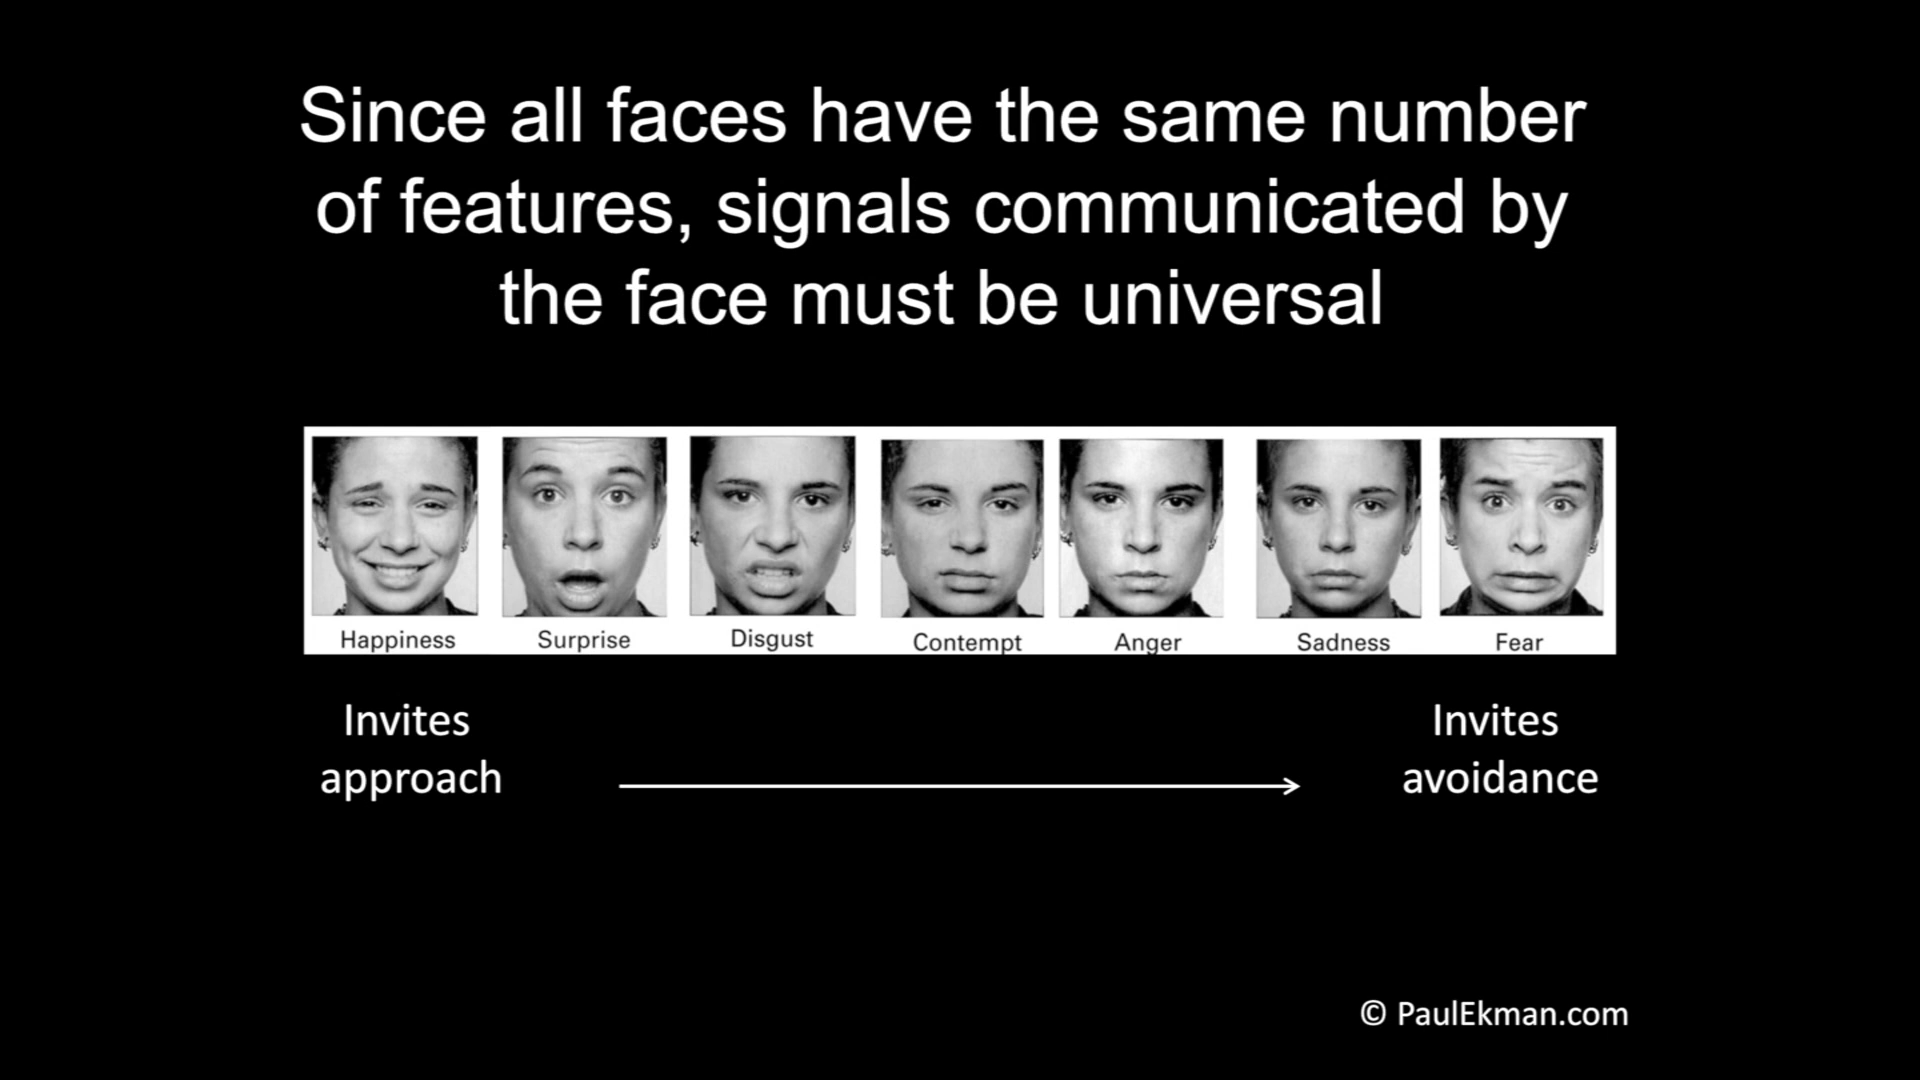 Since all faces have the same number
of features, signals communicated by
the face must be universal
Happiness
Surprise
Disgust
Contempt
Anger
Sadness
Fear
Invites
approach
Invites
avoidance
© PaulEkman.com